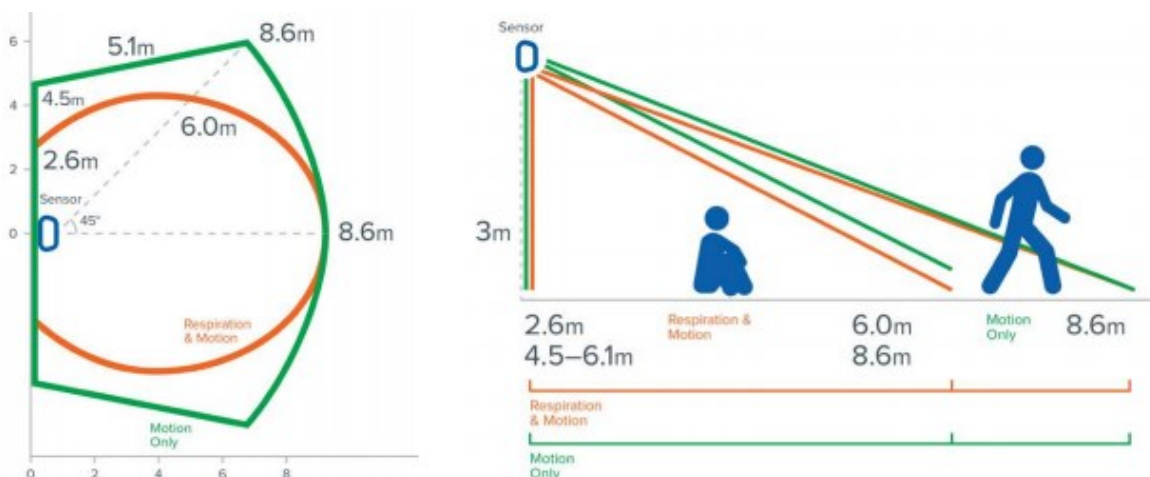 6
4
2
0
0
2
4
6
8
5.1m
8.6m
4.5m
6.0m
2.6m
Sensor
45°
8.6m
Respiration
& Motion
Motion
Only
Sensor
3m
2.6m
4.5–6.1m
Respiration &
Motion
6.0m
8.6m
Motion
Only
8.6m
Respiration
& Motion
Motion
Only